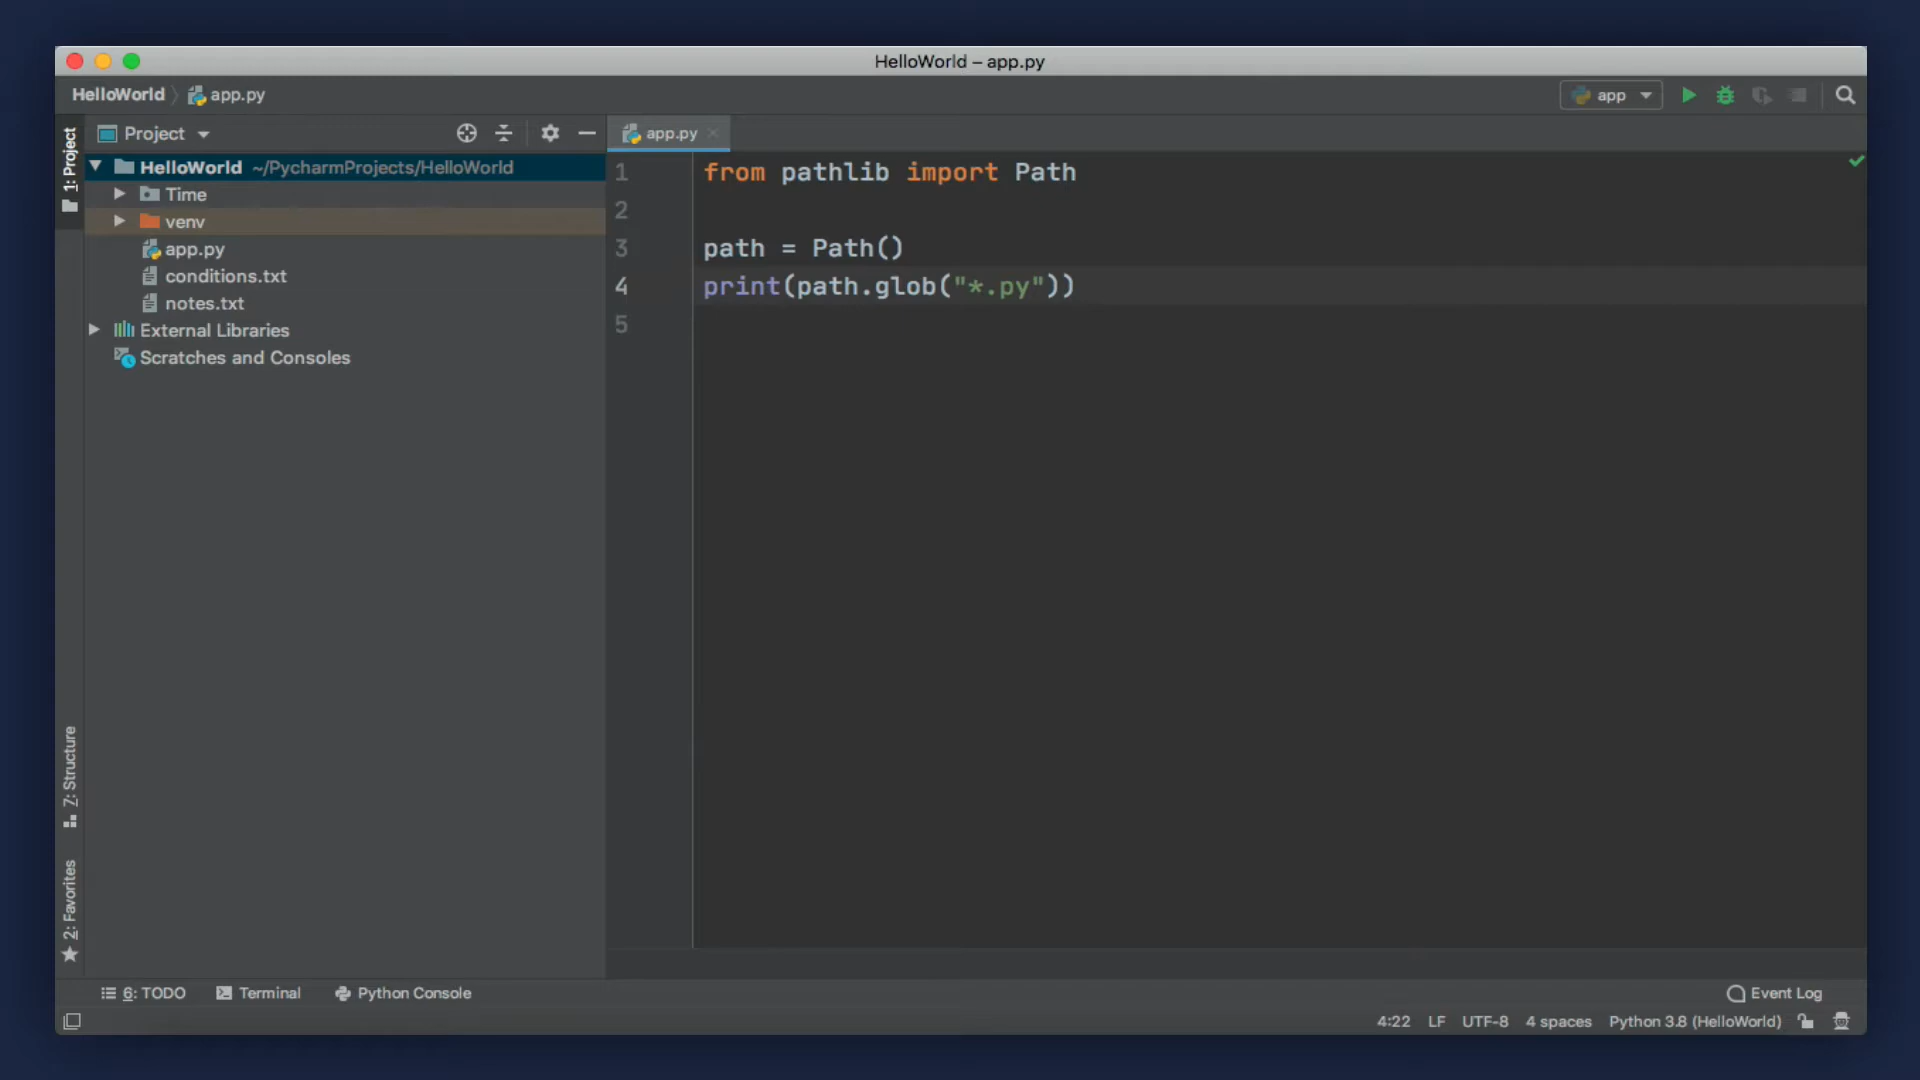 HelloWorld – app.py
HelloWorld app.py
app
1: Project
Project
app.py
HelloWorld ~/PycharmProjects/HelloWorld
Time
venv
app.py
conditions.txt
notes.txt
External Libraries
Scratches and Consoles
1 from pathlib import Path
2
3 path = Path()
4 print(path.glob("*.py"))
5
Z: Structure
2: Favorites
6: TODO Terminal Python Console
Event Log
4:22 LF UTF-8 4 spaces Python 3.8 (HelloWorld)